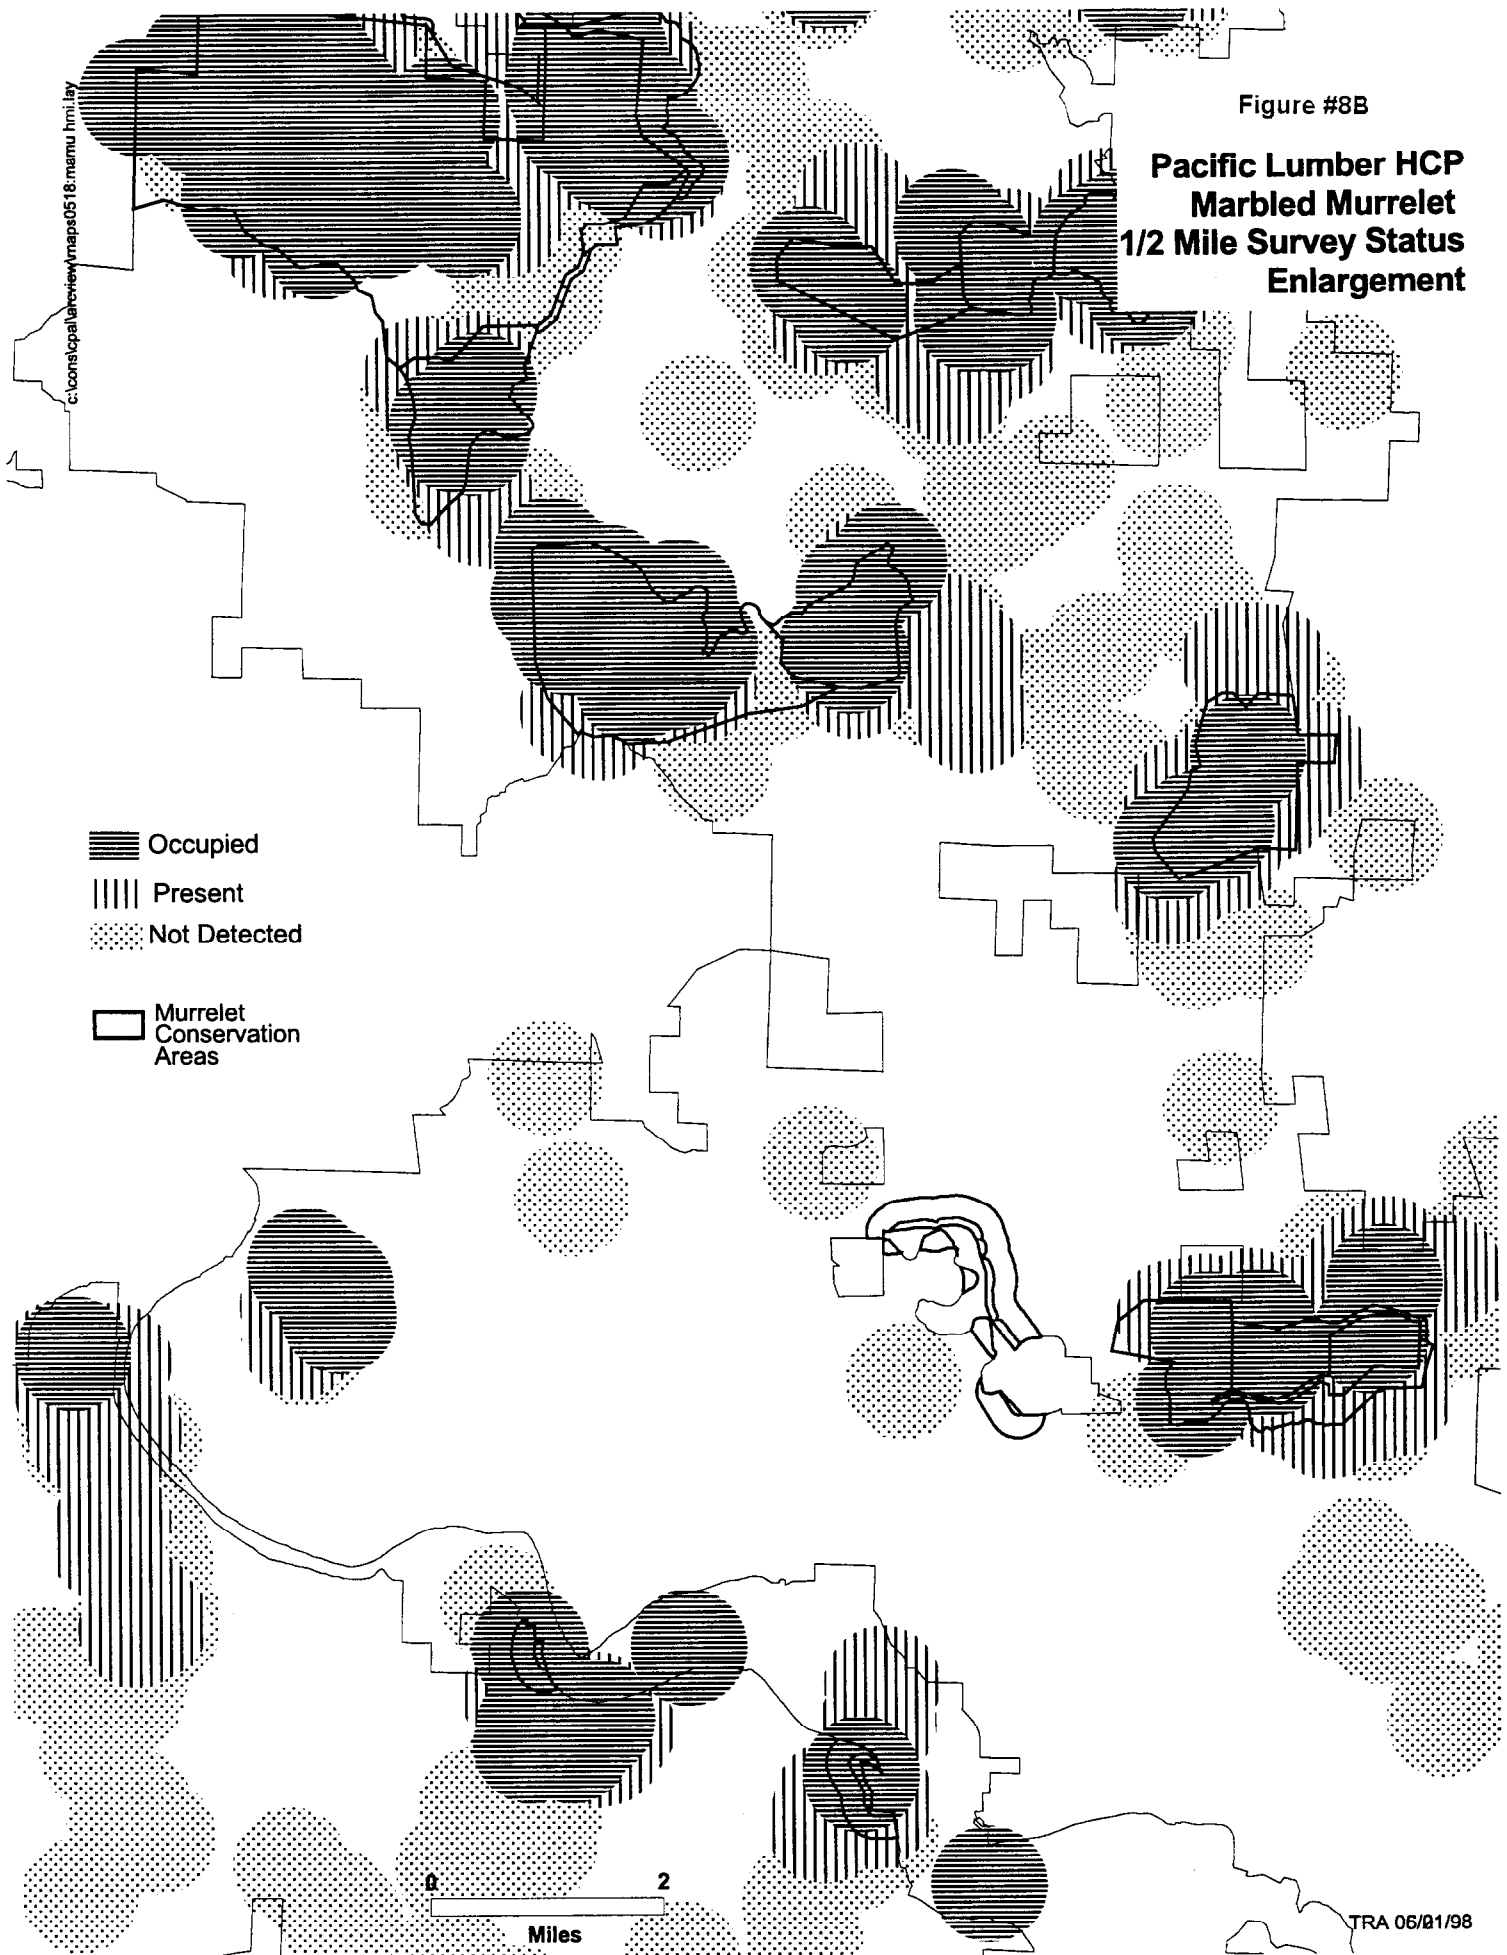 Figure #8B
Pacific Lumber HCP
Marbled Murrelet
1/2 Mile Survey Status
Enlargement
c:\cons\cpal\arcview\maps0518:mamu hmi.lay
Occupied
Present
Not Detected
Murrelet
Conservation
Areas
0 2
Miles
TRA 06/01/98